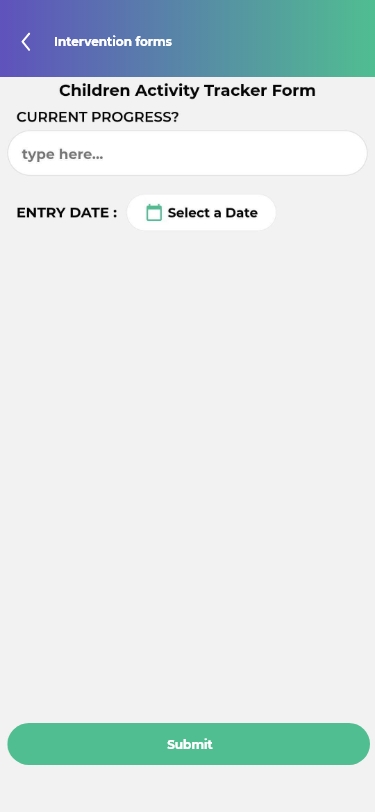 Intervention forms
Children Activity Tracker Form
CURRENT PROGRESS?
type here...
ENTRY DATE :
Select a Date
Submit